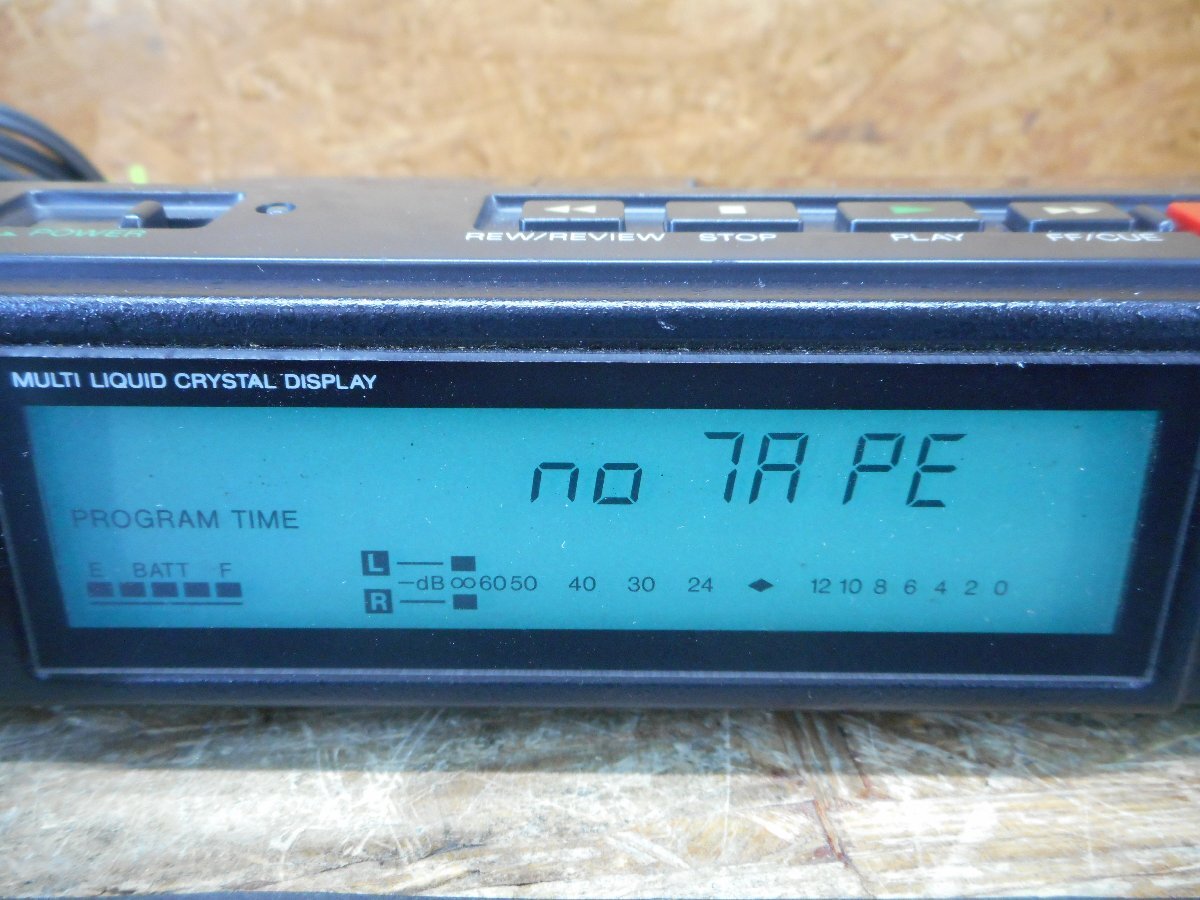 POWER
REW/REVIEW STOP PLAY FF/CUE
MULTI LIQUID CRYSTAL DISPLAY
no TAPE
PROGRAM TIME
E BATT F
L
-dB ∞ 60 50 40 30 24 ◆ 12 10 8 6 4 2 0
R